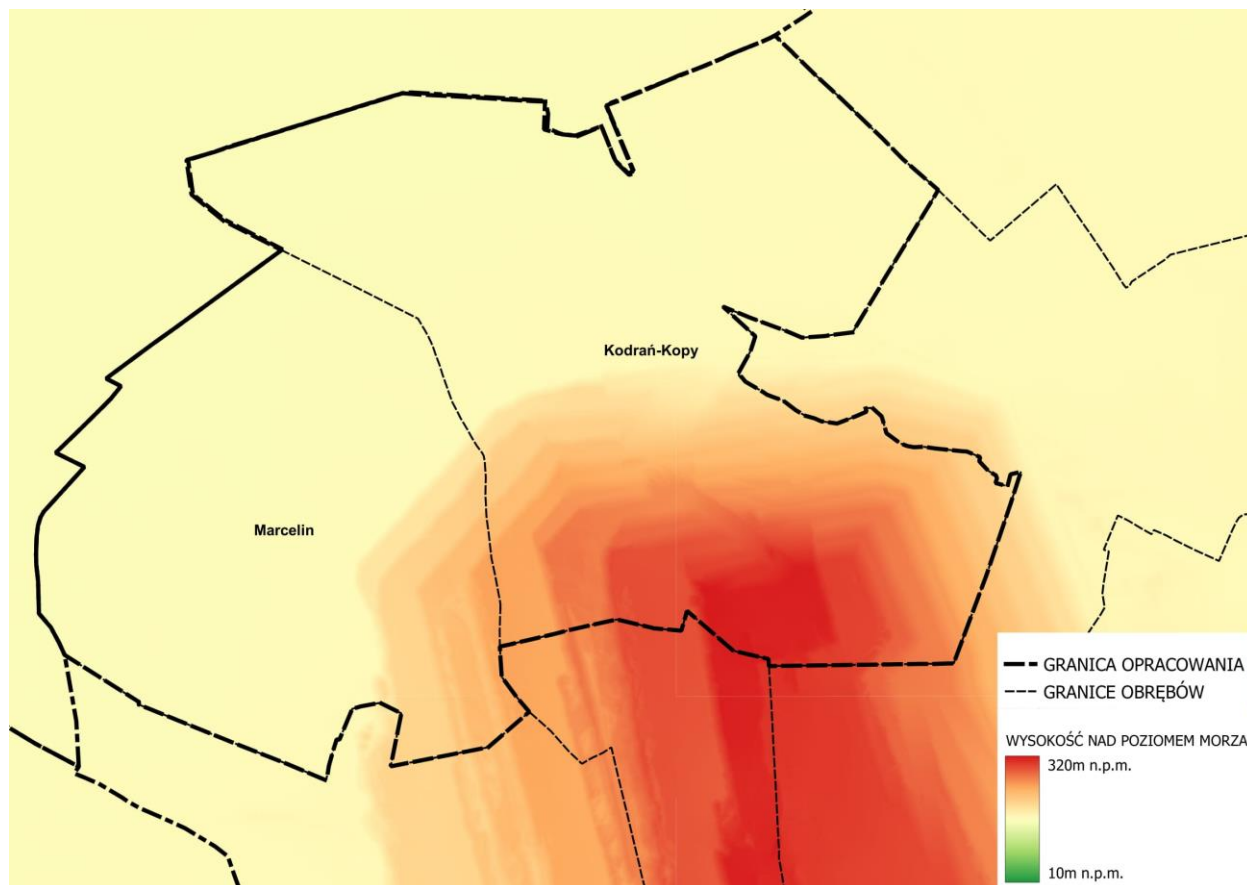 Kodrań-Kopy
Marcelin
GRANICA OPRACOWANIA
GRANICE OBRĘBÓW
WYSOKOŚĆ NAD POZIOMEM MORZA
320m n.p.m.
10m n.p.m.